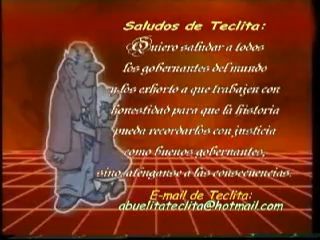 Saludos de Teclita:
Quiero saludar a todos
los gobernantes del mundo
y los exhorto a que trabajen con
honestidad para que la historia
pueda recordarlos con justicia
como buenos gobernantes,
sino, aténganse a las consecuencias.
E-mail de Teclita:
abuelitateclita@hotmail.com